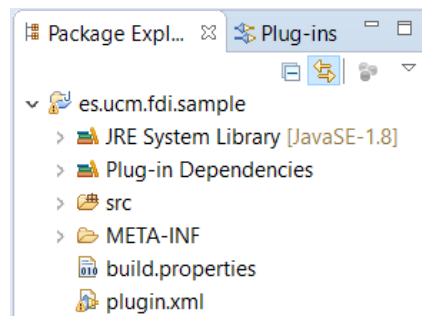 Package Expl... Plug-ins
es.ucm.fdi.sample
JRE System Library [JavaSE-1.8]
Plug-in Dependencies
src
META-INF
010
build.properties
plugin.xml